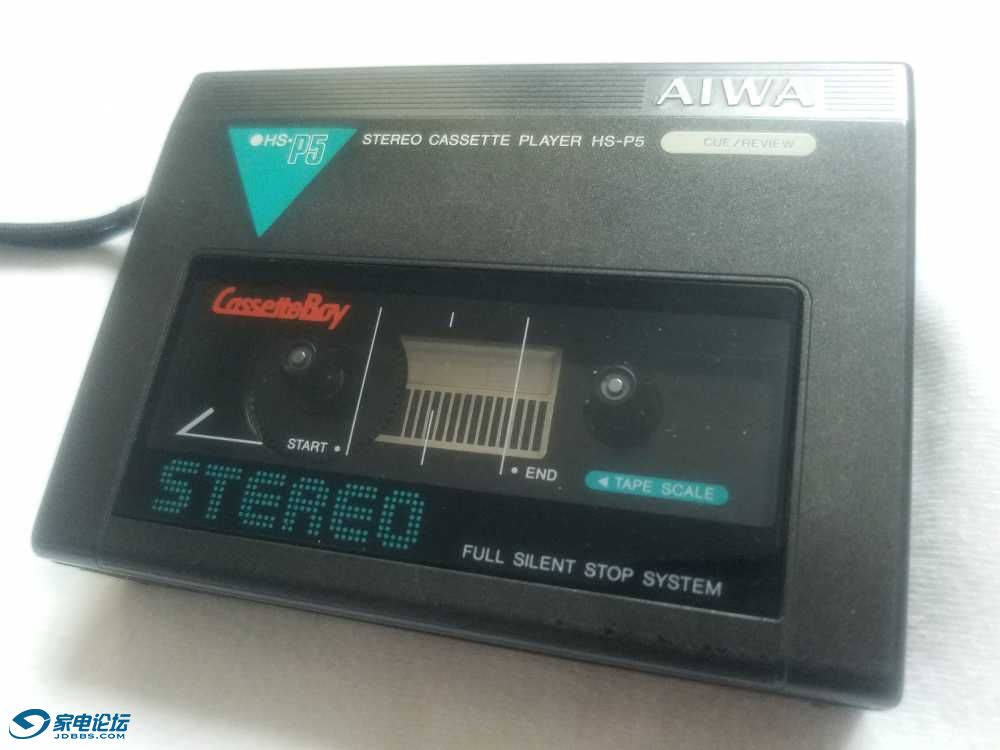 AIWA
HS-P5
STEREO CASSETTE PLAYER HS-P5
CUE/REVIEW
CassetteBoy
START •
• END
◀ TAPE SCALE
STEREO
FULL SILENT STOP SYSTEM
家电论坛
JDBBS.COM